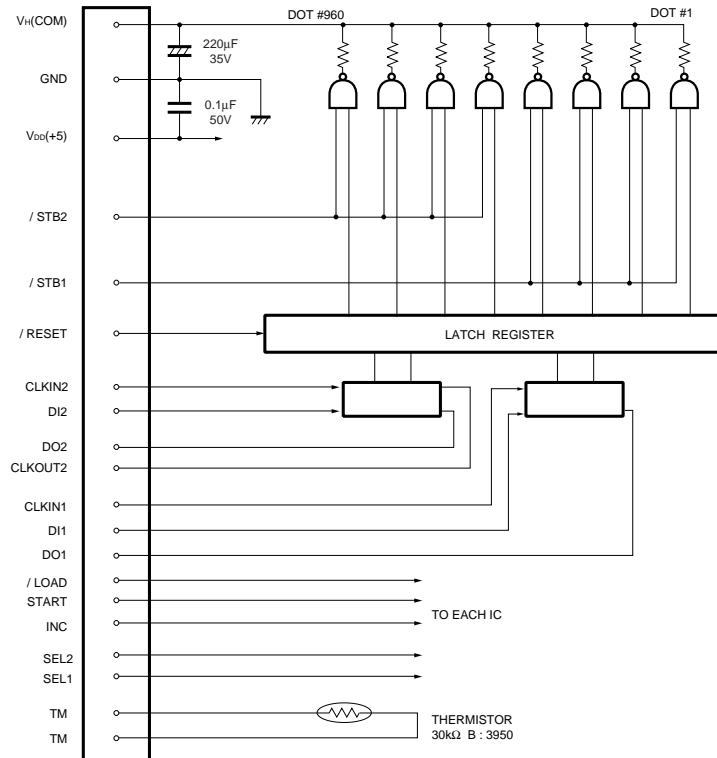 VH(COM)
DOT #960
DOT #1
220μF
35V
GND
0.1μF
50V
VDD(+5)
/ STB2
/ STB1
/ RESET
LATCH REGISTER
CLKIN2
DI2
DO2
CLKOUT2
CLKIN1
DI1
DO1
/ LOAD
START
TO EACH IC
INC
SEL2
SEL1
TM
THERMISTOR
30kΩ B : 3950
TM